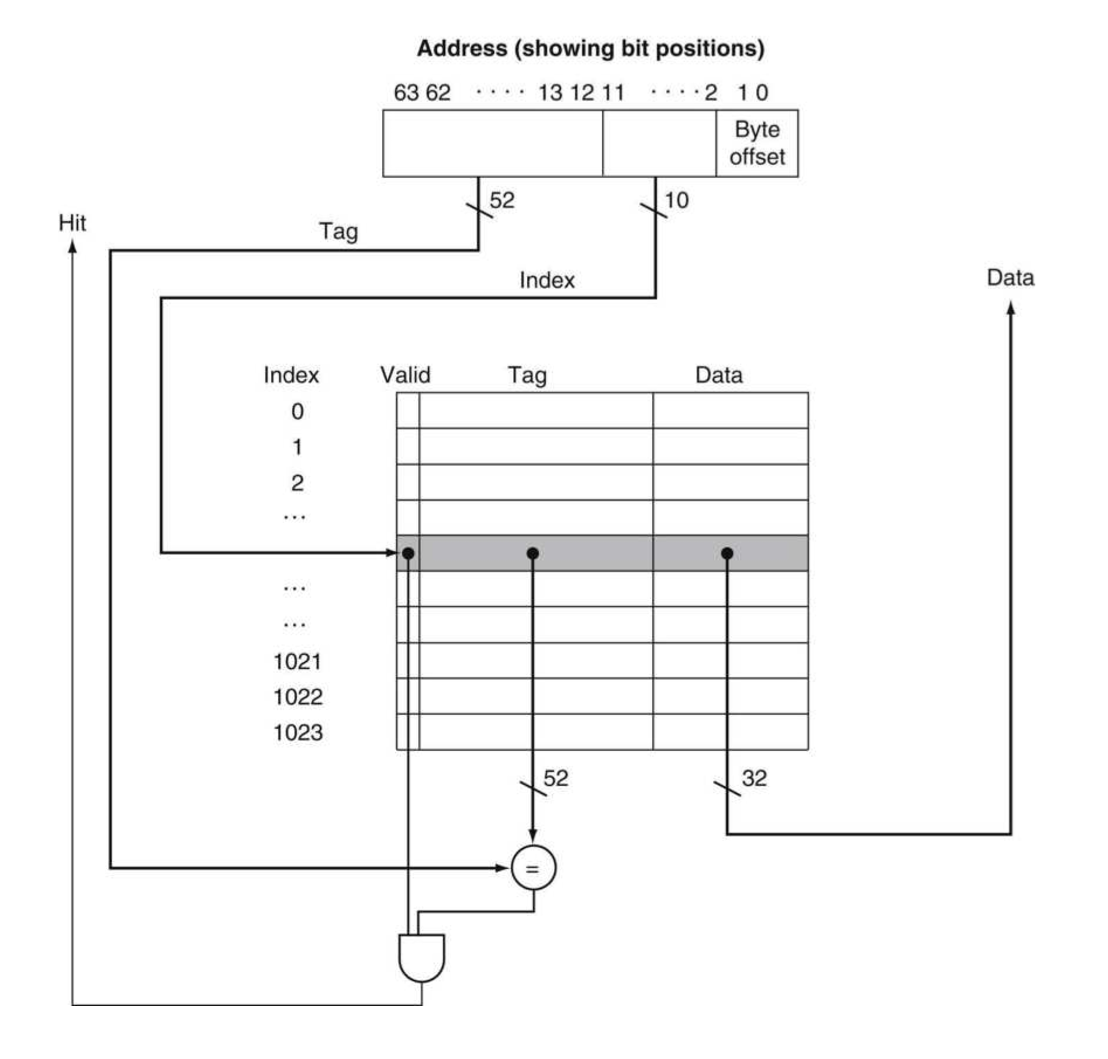 Address (showing bit positions)
63 62 · · · · 13 12 11 · · · · 2 1 0
Byte
offset
52
10
Hit
Tag
Index
Data
Index Valid Tag Data
0
1
2
...
...
...
1021
1022
1023
52
32
=